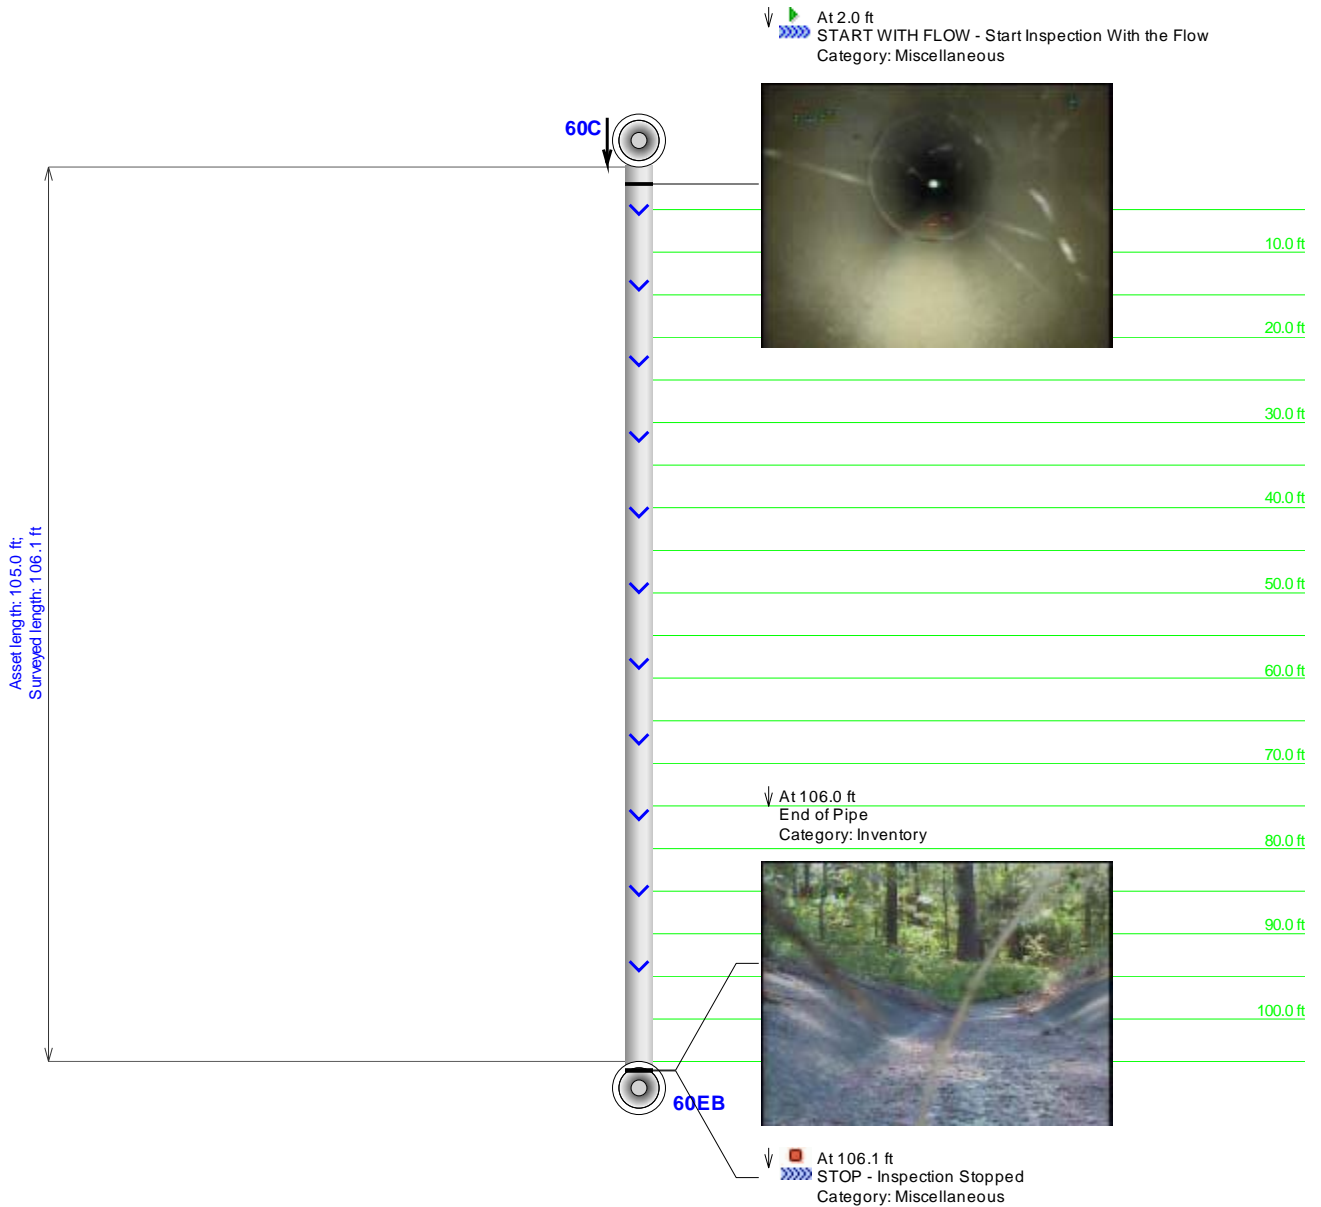 At 2.0 ft
START WITH FLOW - Start Inspection With the Flow
Category: Miscellaneous
60C
10.0 ft
20.0 ft
30.0 ft
40.0 ft
50.0 ft
60.0 ft
70.0 ft
80.0 ft
90.0 ft
100.0 ft
Asset length: 105.0 ft;
Surveyed length: 106.1 ft
At 106.0 ft
End of Pipe
Category: Inventory
60EB
At 106.1 ft
STOP - Inspection Stopped
Category: Miscellaneous